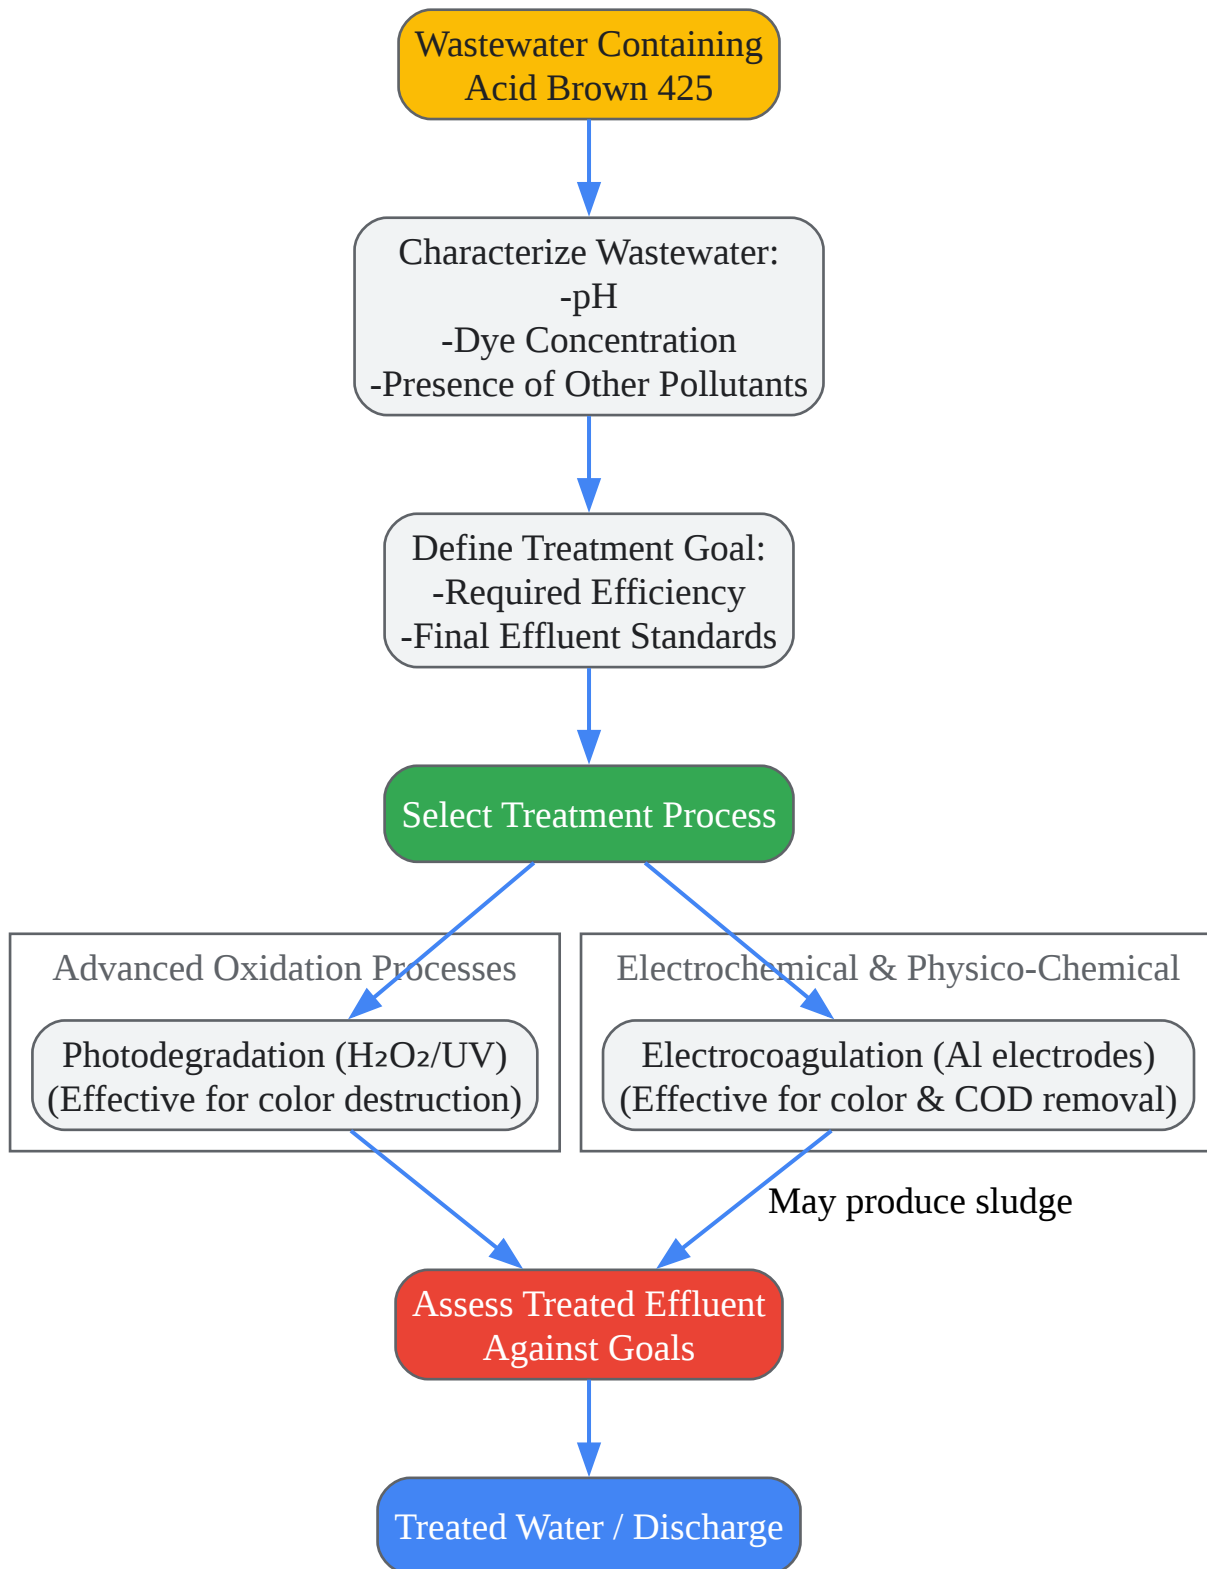 Wastewater Containing
Acid Brown 425
Characterize Wastewater:
-pH
-Dye Concentration
-Presence of Other Pollutants
Define Treatment Goal:
-Required Efficiency
-Final Effluent Standards
Select Treatment Process
Advanced Oxidation Processes
Photodegradation (H₂O₂/UV)
(Effective for color destruction)
Electrochemical & Physico-Chemical
Electrocoagulation (Al electrodes)
(Effective for color & COD removal)
May produce sludge
Assess Treated Effluent
Against Goals
Treated Water / Discharge